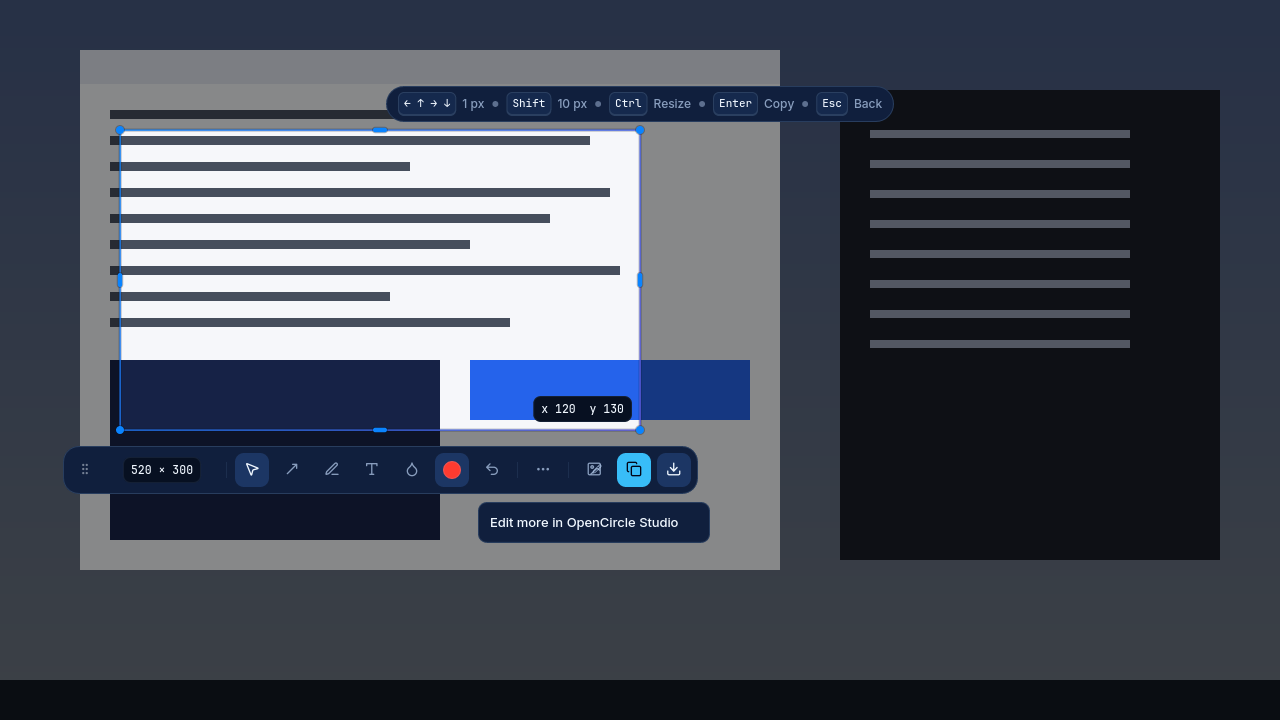 ← ↑ → ↓ 1 px • Shift 10 px • Ctrl Resize • Enter Copy • Esc Back
x 120 y 130
520 × 300
Edit more in OpenCircle Studio